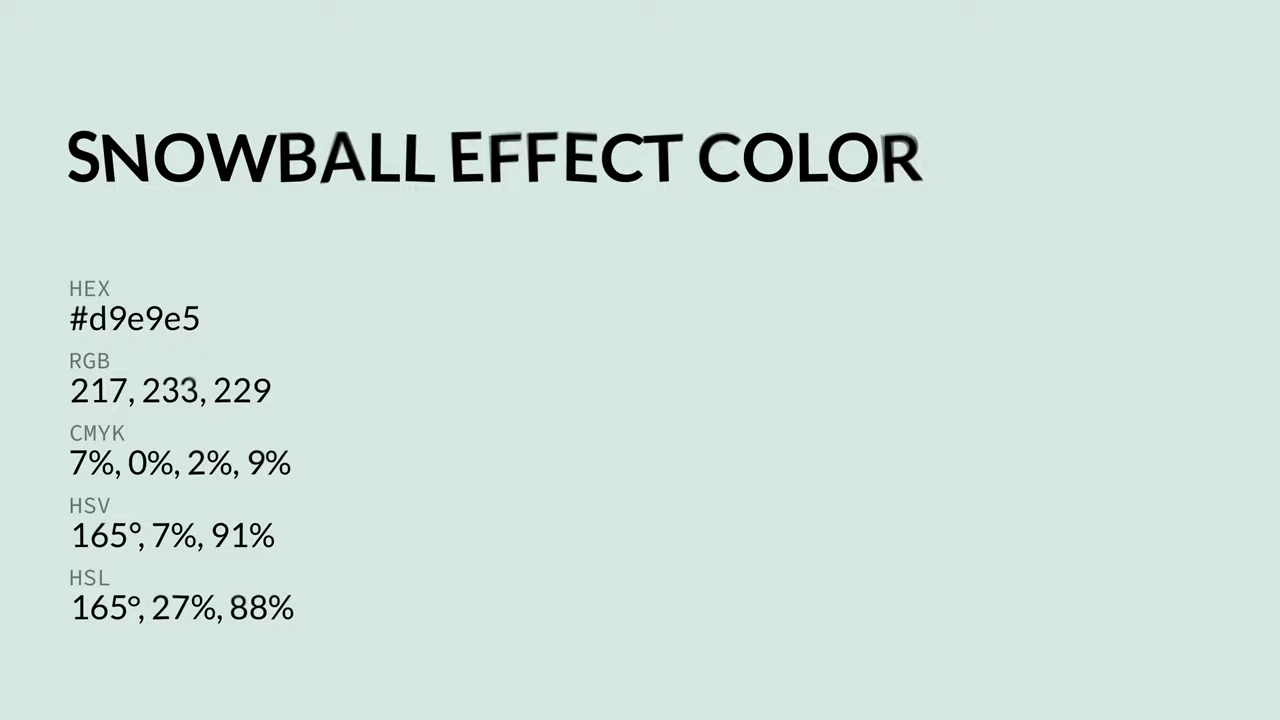 SNOWBALL EFFECT COLOR
HEX
#d9e9e5
RGB
217, 233, 229
CMYK
7%, 0%, 2%, 9%
HSV
165°, 7%, 91%
HSL
165°, 27%, 88%